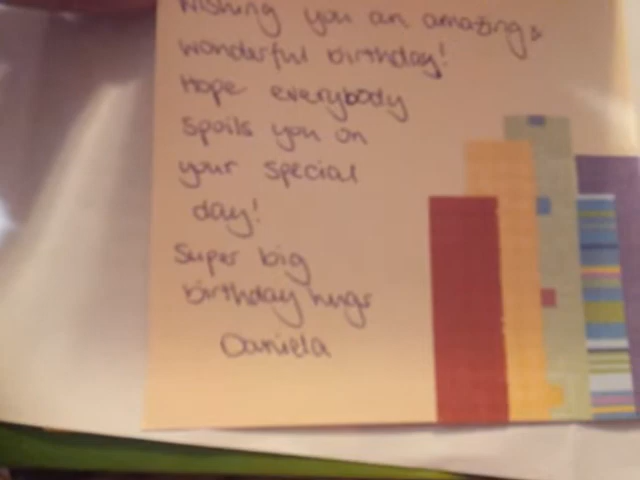 Wishing you an amazing &
wonderful birthday!
Hope everybody
spoils you on
your special
day!
Super big
birthday hugs
Daniela